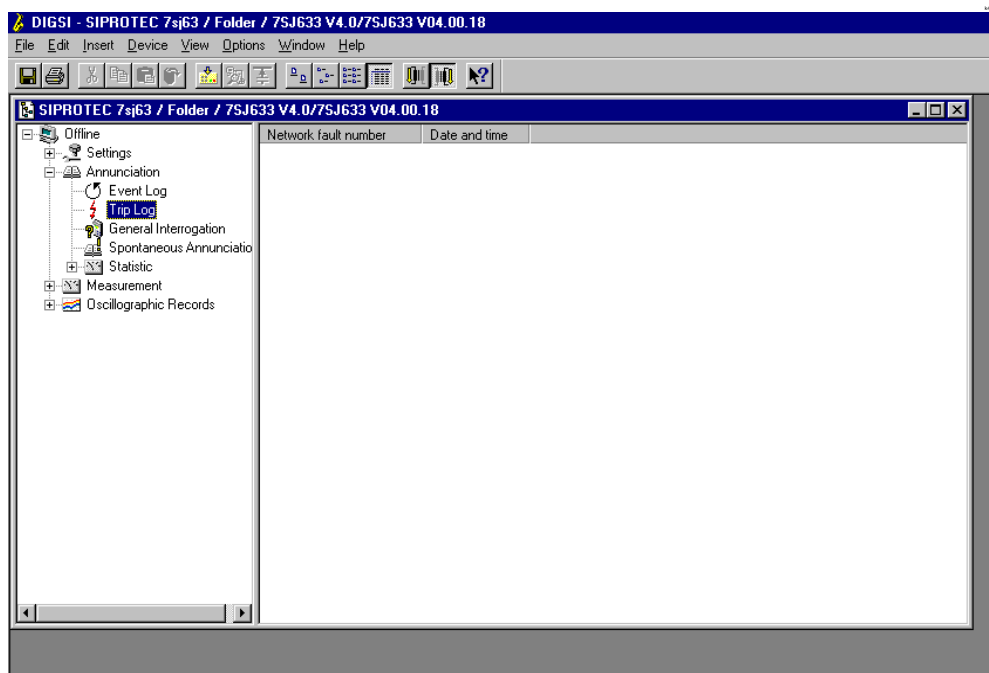 DIGSI - SIPROTEC 7sj63 / Folder / 7SJ633 V4.0/7SJ633 V04.00.18
File Edit Insert Device View Options Window Help
SIPROTEC 7sj63 / Folder / 7SJ633 V4.0/7SJ633 V04.00.18
Offline
Settings
Annunciation
Event Log
Trip Log
General Interrogation
Spontaneous Annunciatio
Statistic
Measurement
Oscillographic Records
Network fault number Date and time